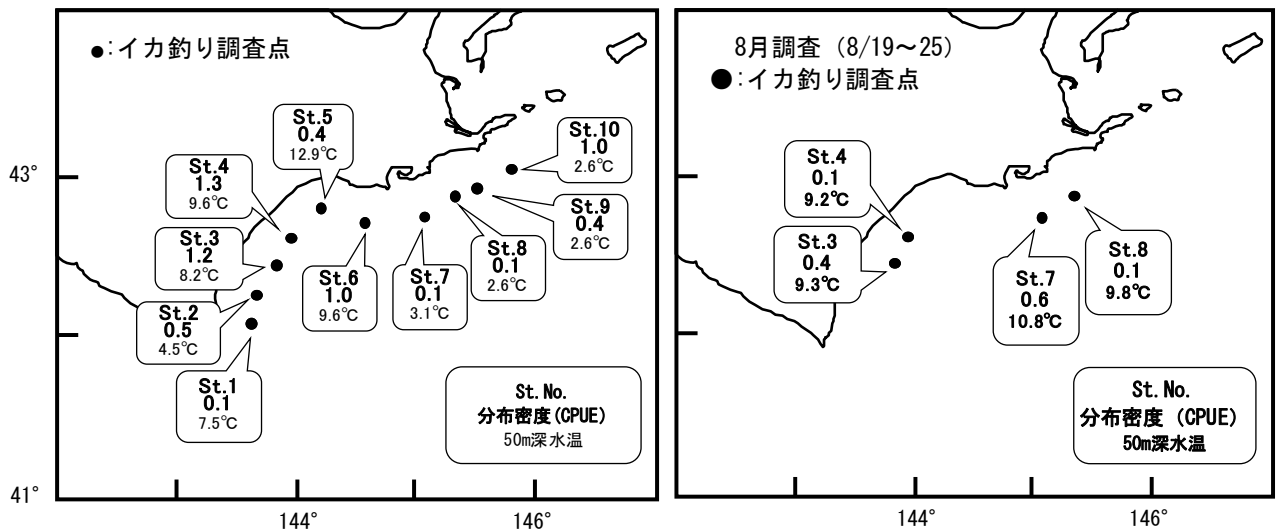 ●:イカ釣り調査点
St.5
0.4
12.9℃
St.10
1.0
2.6℃
St.4
1.3
9.6℃
43°
St.9
0.4
2.6℃
St.3
1.2
8.2℃
St.8
0.1
2.6℃
St.6
1.0
9.6℃
St.7
0.1
3.1℃
St.2
0.5
4.5℃
St.1
0.1
7.5℃
St.No.
分布密度(CPUE)
50m深水温
41°
144°
146°
8月調査 (8/19～25)
●:イカ釣り調査点
St.4
0.1
9.2℃
St.3
0.4
9.3℃
St.8
0.1
9.8℃
St.7
0.6
10.8℃
St.No.
分布密度 (CPUE)
50m深水温
144°
146°